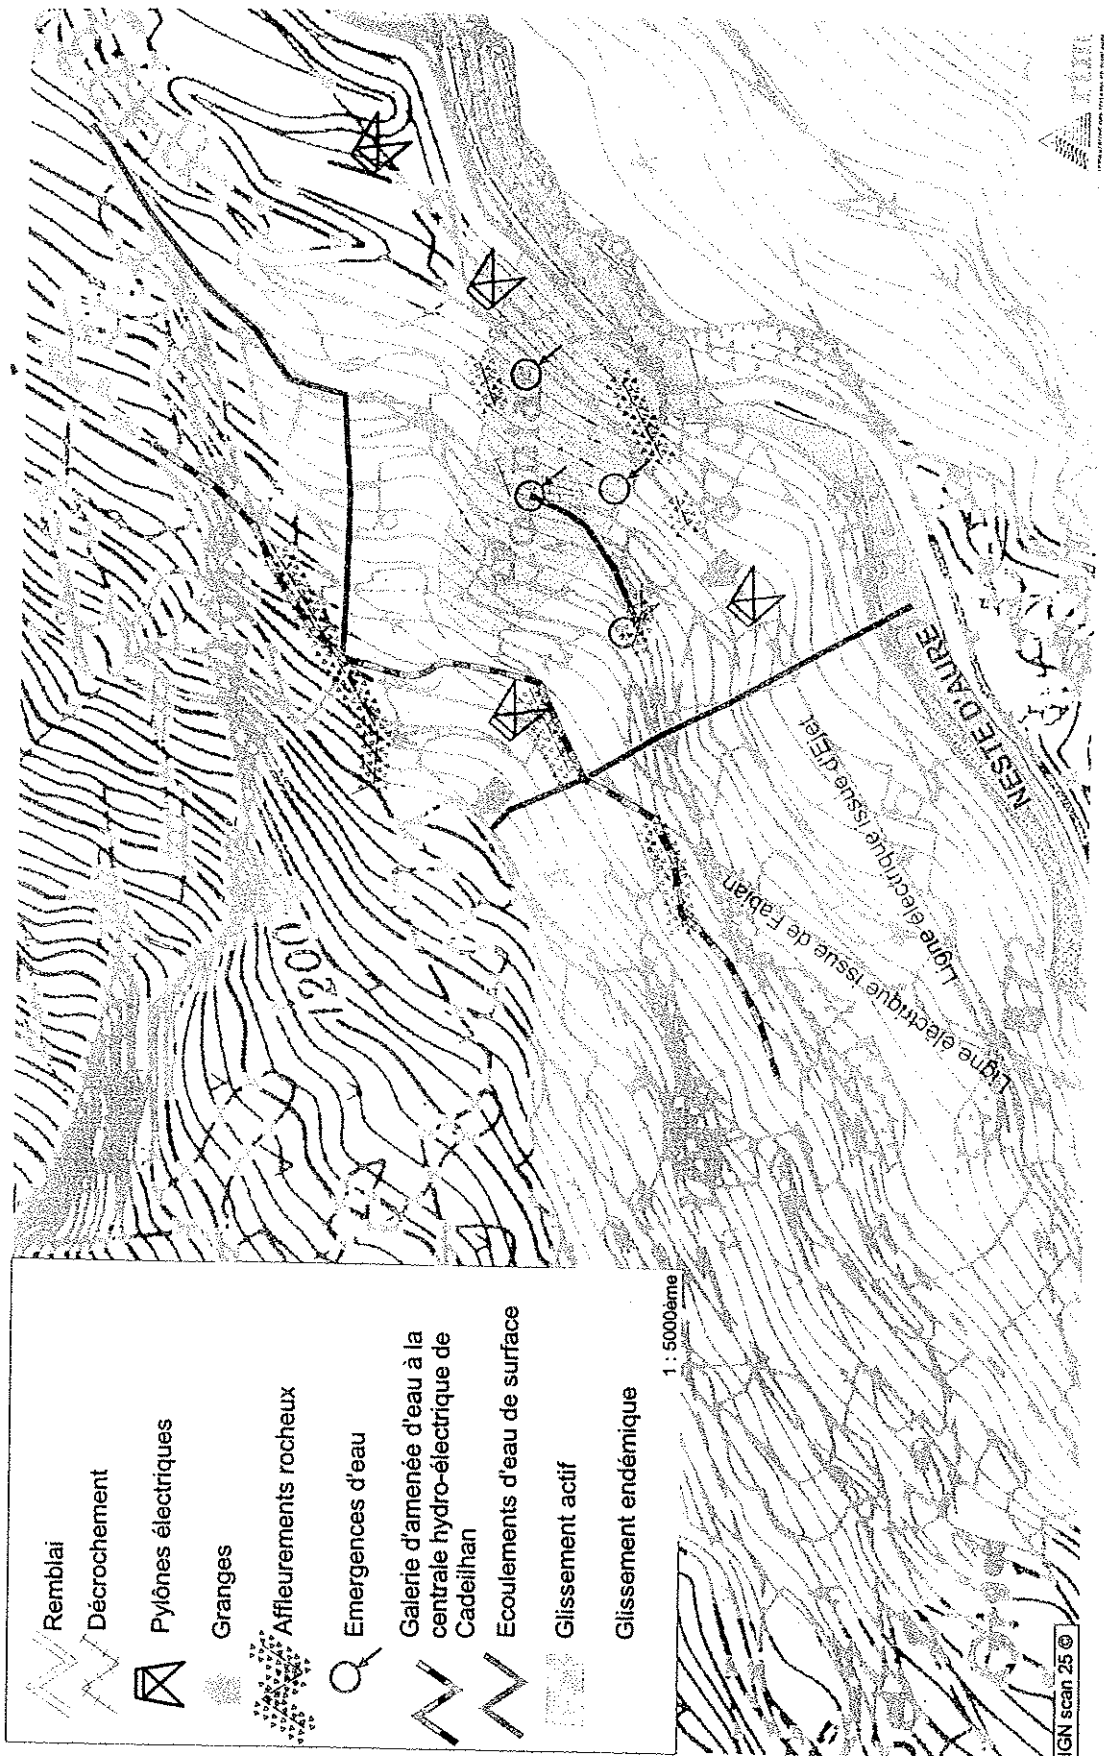 Remblai
Décrochement
Pylônes électriques
Granges
Affleurements rocheux
Emergences d'eau
Galerie d'amenée d'eau à la
centrale hydro-électrique de
Cadeilhan
Ecoulements d'eau de surface
Glissement actif
Glissement endémique
1 : 5000ème
1200
Ligne électrique issue de Fabian
Ligne électrique issue d'Eget
NESTE D'AURE
IGN scan 25 ©
rtm